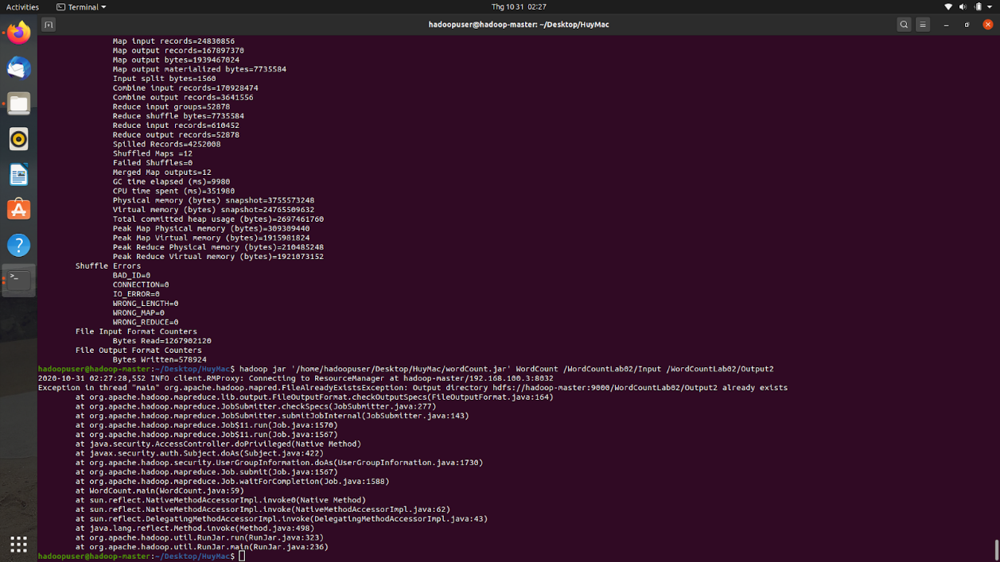 Activities
Terminal
Thg 10 31 02:27
hadoopuser@hadoop-master: ~/Desktop/HuyMac
Map input records=24830856
Map output records=167897370
Map output bytes=1939467024
Map output materialized bytes=7735584
Input split bytes=1560
Combine input records=170928474
Combine output records=3641556
Reduce input groups=52878
Reduce shuffle bytes=7735584
Reduce input records=610452
Reduce output records=52878
Spilled Records=4252008
Shuffled Maps =12
Failed Shuffles=0
Merged Map outputs=12
GC time elapsed (ms)=9980
CPU time spent (ms)=351980
Physical memory (bytes) snapshot=3755573248
Virtual memory (bytes) snapshot=24765509632
Total committed heap usage (bytes)=2697461760
Peak Map Physical memory (bytes)=309309440
Peak Map Virtual memory (bytes)=1915981824
Peak Reduce Physical memory (bytes)=210485248
Peak Reduce Virtual memory (bytes)=1921073152
Shuffle Errors
BAD_ID=0
CONNECTION=0
IO_ERROR=0
WRONG_LENGTH=0
WRONG_MAP=0
WRONG_REDUCE=0
File Input Format Counters
Bytes Read=1267902120
File Output Format Counters
Bytes Written=578924
hadoopuser@hadoop-master:~/Desktop/HuyMac$ hadoop jar '/home/hadoopuser/Desktop/HuyMac/wordCount.jar' WordCount /WordCountLab02/Input /WordCountLab02/Output2
2020-10-31 02:27:28,552 INFO client.RMProxy: Connecting to ResourceManager at hadoop-master/192.168.100.3:8032
Exception in thread "main" org.apache.hadoop.mapred.FileAlreadyExistsException: Output directory hdfs://hadoop-master:9000/WordCountLab02/Output2 already exists
at org.apache.hadoop.mapreduce.lib.output.FileOutputFormat.checkOutputSpecs(FileOutputFormat.java:164)
at org.apache.hadoop.mapreduce.JobSubmitter.checkSpecs(JobSubmitter.java:277)
at org.apache.hadoop.mapreduce.JobSubmitter.submitJobInternal(JobSubmitter.java:143)
at org.apache.hadoop.mapreduce.Job$11.run(Job.java:1570)
at org.apache.hadoop.mapreduce.Job$11.run(Job.java:1567)
at java.security.AccessController.doPrivileged(Native Method)
at javax.security.auth.Subject.doAs(Subject.java:422)
at org.apache.hadoop.security.UserGroupInformation.doAs(UserGroupInformation.java:1730)
at org.apache.hadoop.mapreduce.Job.submit(Job.java:1567)
at org.apache.hadoop.mapreduce.Job.waitForCompletion(Job.java:1588)
at WordCount.main(WordCount.java:59)
at sun.reflect.NativeMethodAccessorImpl.invoke0(Native Method)
at sun.reflect.NativeMethodAccessorImpl.invoke(NativeMethodAccessorImpl.java:62)
at sun.reflect.DelegatingMethodAccessorImpl.invoke(DelegatingMethodAccessorImpl.java:43)
at java.lang.reflect.Method.invoke(Method.java:498)
at org.apache.hadoop.util.RunJar.run(RunJar.java:323)
at org.apache.hadoop.util.RunJar.main(RunJar.java:236)
hadoopuser@hadoop-master:~/Desktop/HuyMac$